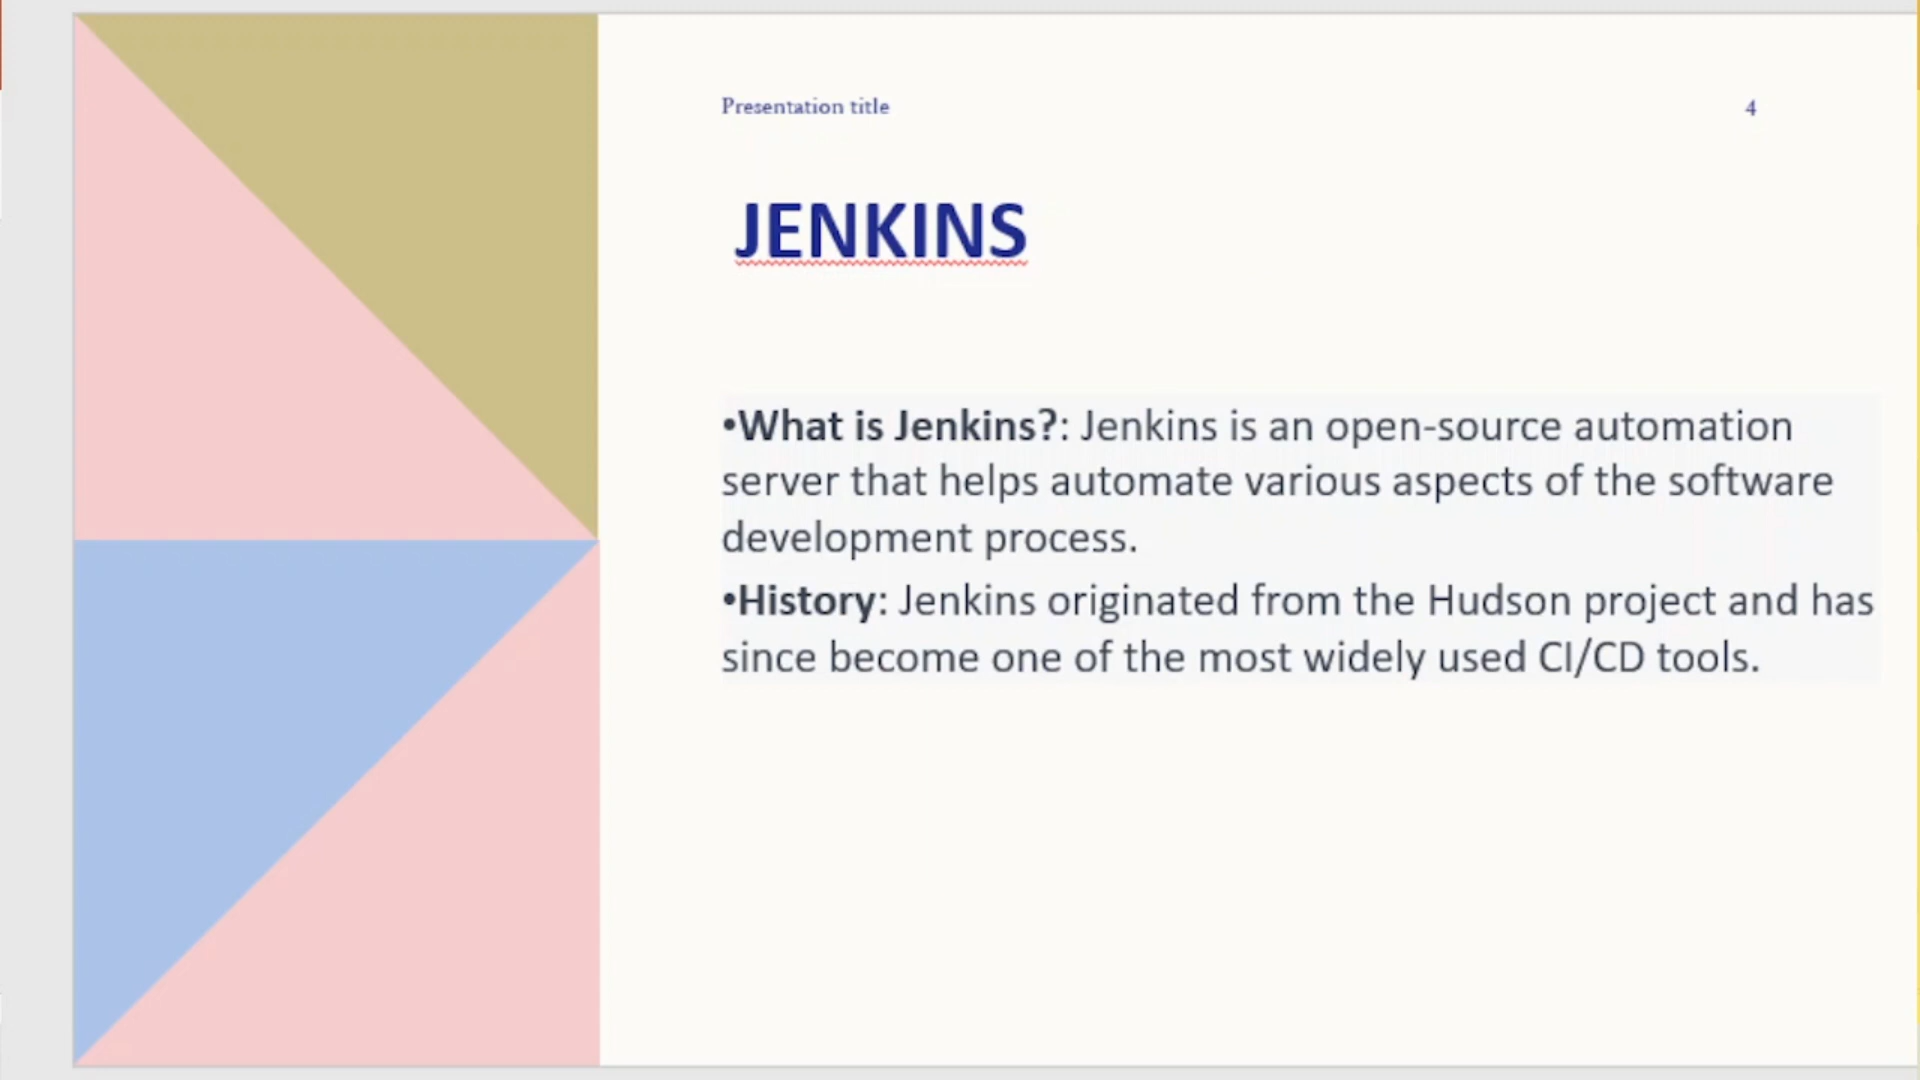 Presentation title
4
JENKINS
•What is Jenkins?: Jenkins is an open-source automation
server that helps automate various aspects of the software
development process.
•History: Jenkins originated from the Hudson project and has
since become one of the most widely used CI/CD tools.